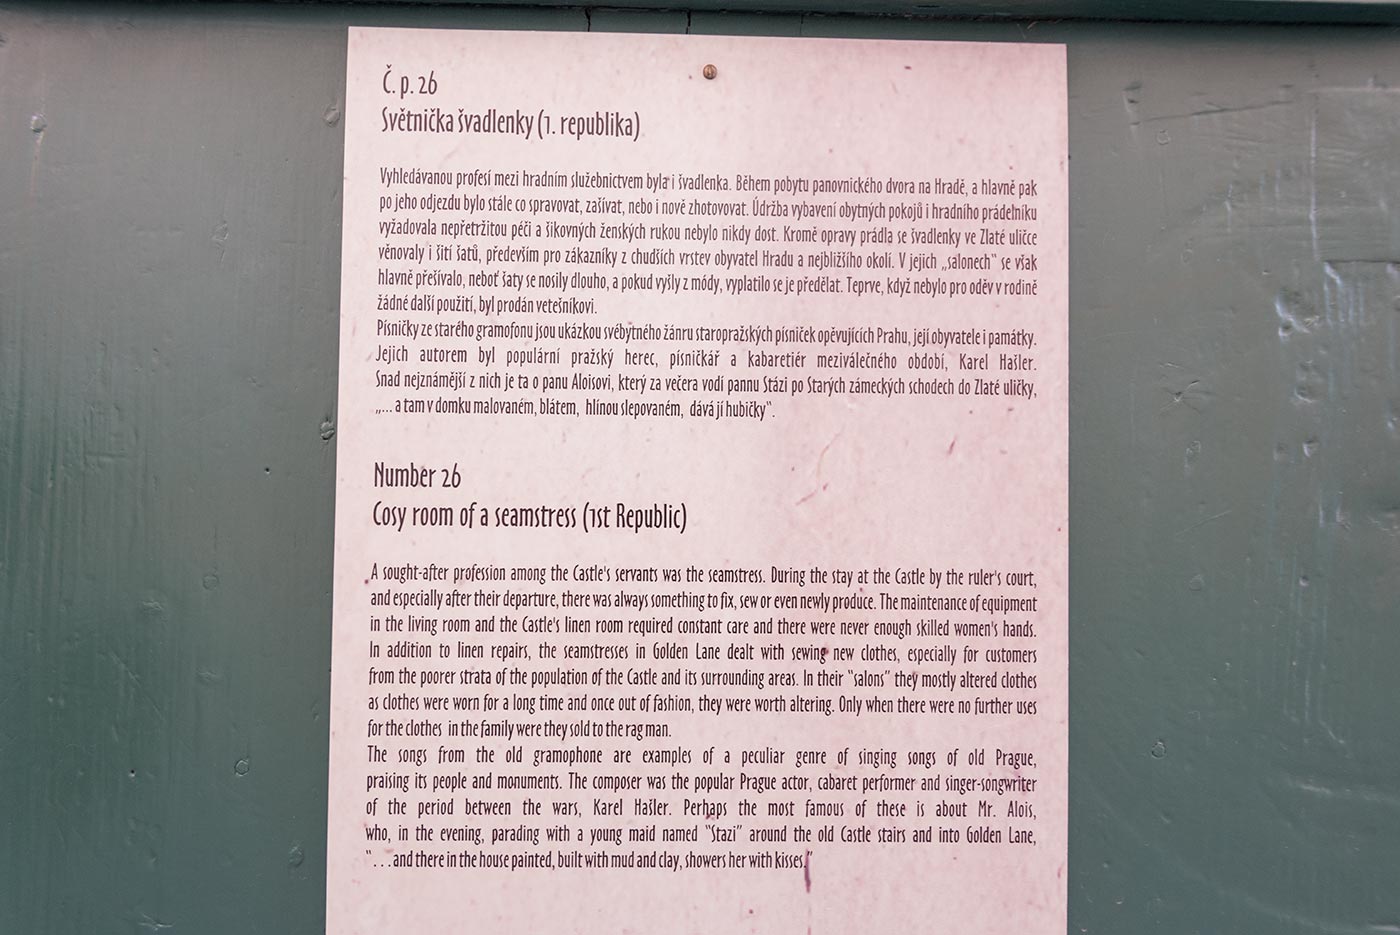 Č. p. 26
Světnička švadlenky (1. republika)
Vyhledávanou profesí mezi hradním služebnictvem byla i švadlenka. Během pobytu panovnického dvora na Hradě, a hlavně pak
po jeho odjezdu bylo stále co spravovat, zašívat, nebo i nově zhotovovat. Údržba vybavení obytných pokojů i hradního prádelníku
vyžadovala nepřetržitou péči a šikovných ženských rukou nebylo nikdy dost. Kromě opravy prádla se švadlenky ve Zlaté uličce
věnovaly i šití šatů, především pro zákazníky z chudších vrstev obyvatel Hradu a nejbližšího okolí. V jejich „salonech“ se však
hlavně přešívalo, neboť šaty se nosily dlouho, a pokud vyšly z módy, vyplatilo se je předělat. Teprve, když nebylo pro oděv v rodině
žádné další použití, byl prodán vetešníkovi.
Písničky ze starého gramofonu jsou ukázkou svébytného žánru staropražských písniček opěvujících Prahu, její obyvatele i památky.
Jejich autorem byl populární pražský herec, písničkář a kabaretiér meziválečného období, Karel Hašler.
Snad nejznámější z nich je ta o panu Aloisovi, který za večera vodí pannu Stázi po Starých zámeckých schodech do Zlaté uličky,
„... a tam v domku malovaném, blátem, hlínou slepovaném, dává jí hubičky“.
Number 26
Cosy room of a seamstress (1st Republic)
A sought-after profession among the Castle's servants was the seamstress. During the stay at the Castle by the ruler's court,
and especially after their departure, there was always something to fix, sew or even newly produce. The maintenance of equipment
in the living room and the Castle's linen room required constant care and there were never enough skilled women's hands.
In addition to linen repairs, the seamstresses in Golden Lane dealt with sewing new clothes, especially for customers
from the poorer strata of the population of the Castle and its surrounding areas. In their "salons" they mostly altered clothes
as clothes were worn for a long time and once out of fashion, they were worth altering. Only when there were no further uses
for the clothes in the family were they sold to the rag man.
The songs from the old gramophone are examples of a peculiar genre of singing songs of old Prague,
praising its people and monuments. The composer was the popular Prague actor, cabaret performer and singer-songwriter
of the period between the wars, Karel Hašler. Perhaps the most famous of these is about Mr. Alois,
who, in the evening, parading with a young maid named "Stazi" around the old Castle stairs and into Golden Lane,
"...and there in the house painted, built with mud and clay, showers her with kisses."